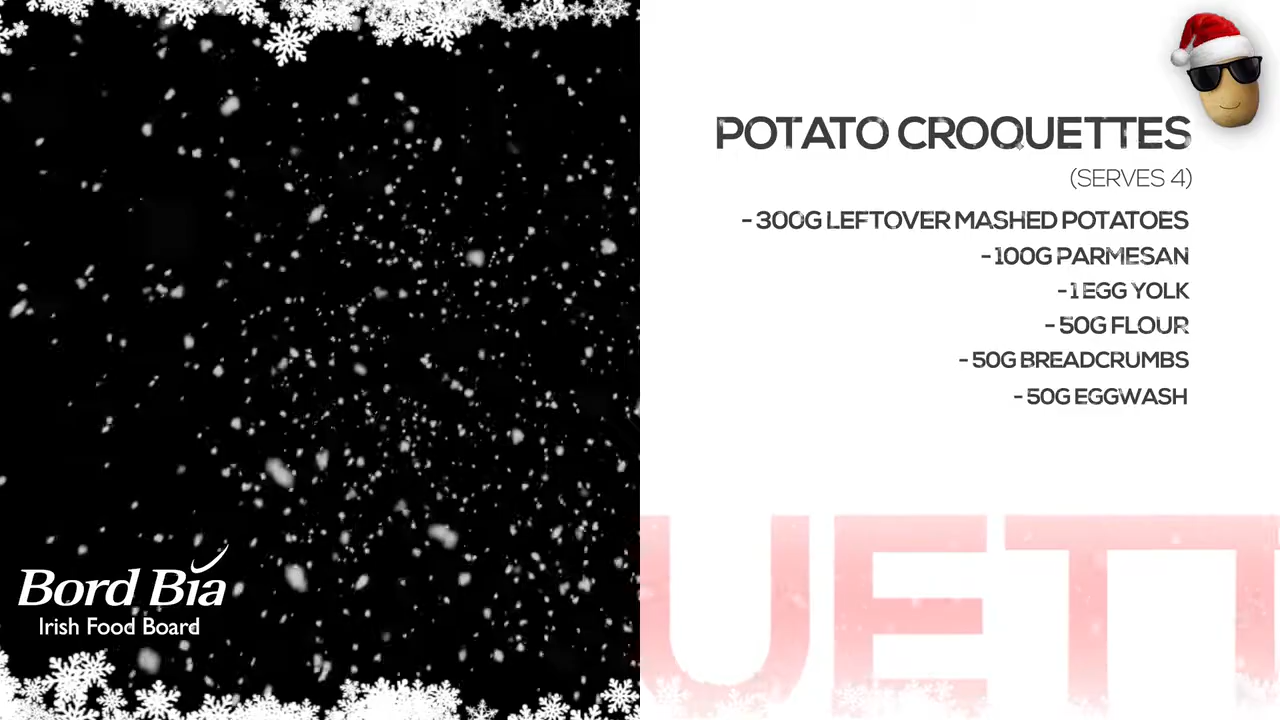 POTATO CROQUETTES
(SERVES 4)
- 300G LEFTOVER MASHED POTATOES
- 100G PARMESAN
- 1 EGG YOLK
- 50G FLOUR
- 50G BREADCRUMBS
- 50G EGGWASH
Bord Bia
Irish Food Board
UETT